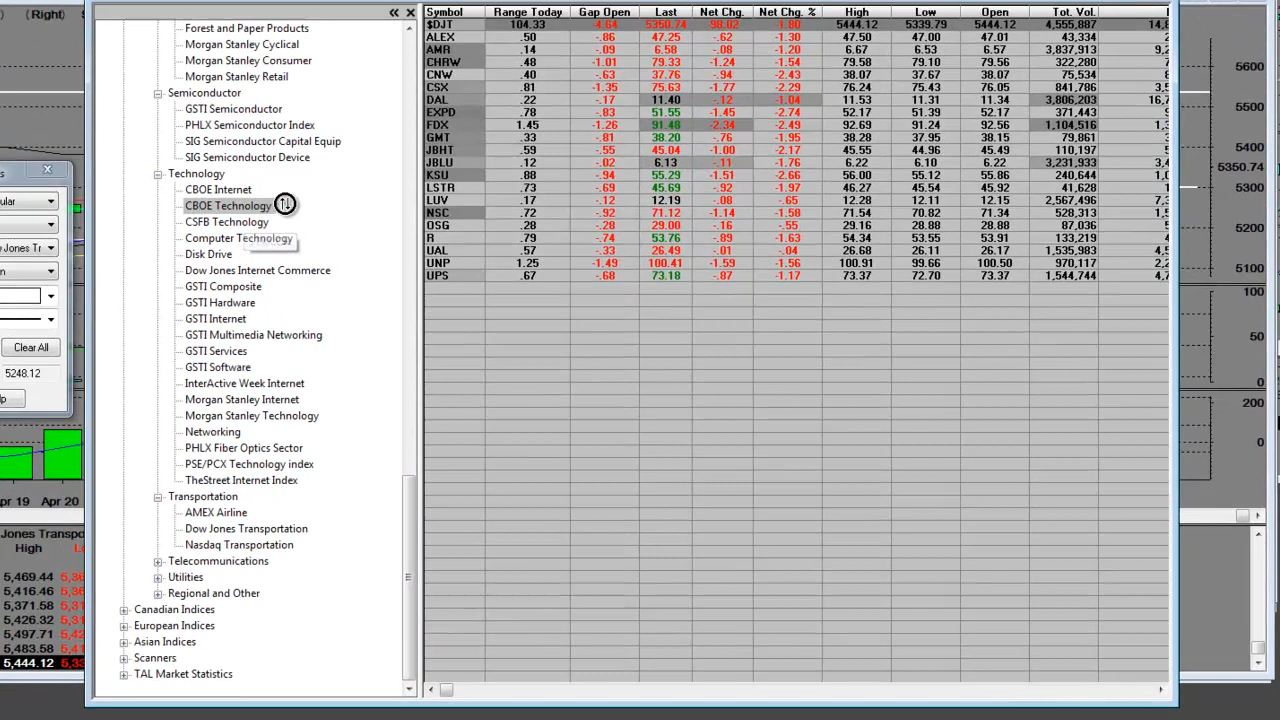 (Right)
s
ular
Jones Tr
n
Clear All
5248.12
lp
pr 19 Apr 20
Jones Transpo
High
5,469.44
5,416.46
5,371.58
5,426.32
5,497.71
5,483.58
5,444.12
Forest and Paper Products
Morgan Stanley Cyclical
Morgan Stanley Consumer
Morgan Stanley Retail
Semiconductor
GSTI Semiconductor
PHLX Semiconductor Index
SIG Semiconductor Capital Equip
SIG Semiconductor Device
Technology
CBOE Internet
CBOE Technology
CSFB Technology
Computer Technology
Disk Drive
Dow Jones Internet Commerce
GSTI Composite
GSTI Hardware
GSTI Internet
GSTI Multimedia Networking
GSTI Services
GSTI Software
InterActive Week Internet
Morgan Stanley Internet
Morgan Stanley Technology
Networking
PHLX Fiber Optics Sector
PSE/PCX Technology index
TheStreet Internet Index
Transportation
AMEX Airline
Dow Jones Transportation
Nasdaq Transportation
Telecommunications
Utilities
Regional and Other
Canadian Indices
European Indices
Asian Indices
Scanners
TAL Market Statistics
Symbol Range Today Gap Open Last Net Chg. Net Chg. % High Low Open Tot. Vol.
$DJT 104.33 -4.64 5350.74 -98.02 -1.80 5444.12 5339.79 5444.12 4,555,887 14,8
ALEX .50 -.86 47.25 -.62 -1.30 47.50 47.00 47.01 43,334
AMR .14 -.09 6.58 -.08 -1.20 6.67 6.53 6.57 3,837,913 9,2
CHRW .48 -1.01 79.33 -1.24 -1.54 79.58 79.10 79.56 322,280
CNW .40 -.63 37.76 -.94 -2.43 38.07 37.67 38.07 75,534
CSX .81 -1.35 75.63 -1.77 -2.29 76.24 75.43 76.05 841,786 3,
DAL .22 -.17 11.40 -.12 -1.04 11.53 11.31 11.34 3,806,203 16,7
EXPD .78 -.83 51.55 -1.45 -2.74 52.17 51.39 52.17 371,443
FDX 1.45 -1.26 91.48 -2.34 -2.49 92.69 91.24 92.56 1,104,516 1,
GMT .33 -.81 38.20 -.76 -1.95 38.28 37.95 37.95 79,861
JBHT .59 -.55 45.04 -1.00 -2.17 45.55 44.96 45.49 110,197
JBLU .12 -.02 6.13 -.11 -1.76 6.22 6.10 6.22 3,231,933 3,
KSU .88 -.94 55.29 -1.51 -2.66 56.00 55.12 55.86 240,644
LSTR .73 -.69 45.69 -.92 -1.97 46.27 45.54 45.92 41,628
LUV .17 -.12 12.19 -.08 -.65 12.28 12.11 12.15 2,567,496
NSC .72 -.92 71.12 -1.14 -1.58 71.54 70.82 71.34 528,313
OSG .28 -.24 29.00 -.16 -.55 29.16 28.88 28.92 77,241
R .79 -.74 53.76 -.89 -1.63 54.34 53.55 53.91 133,219
UAL .57 -.33 26.49 -.01 -.04 26.68 26.11 26.17 1,535,983
UNP 1.25 -1.49 100.41 -1.59 -1.56 100.91 99.66 100.50 970,117
UPS .67 -.68 73.18 -.87 -1.17 73.37 72.70 73.37 1,544,744
5600
5500
5400
5350.74
5300
5200
5100
100
50
0
200
0